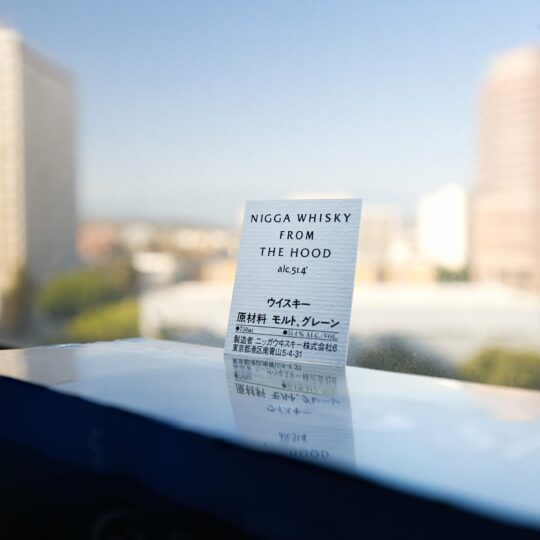 NIGGA WHISKY
FROM
THE HOOD
alc.51.4°
ウイスキー
原材料 モルト、グレーン
●750ml ●51.4% ALC./VOL.
製造者 ニッガウヰスキー株式会社6
東京都港区南青山5-4-31